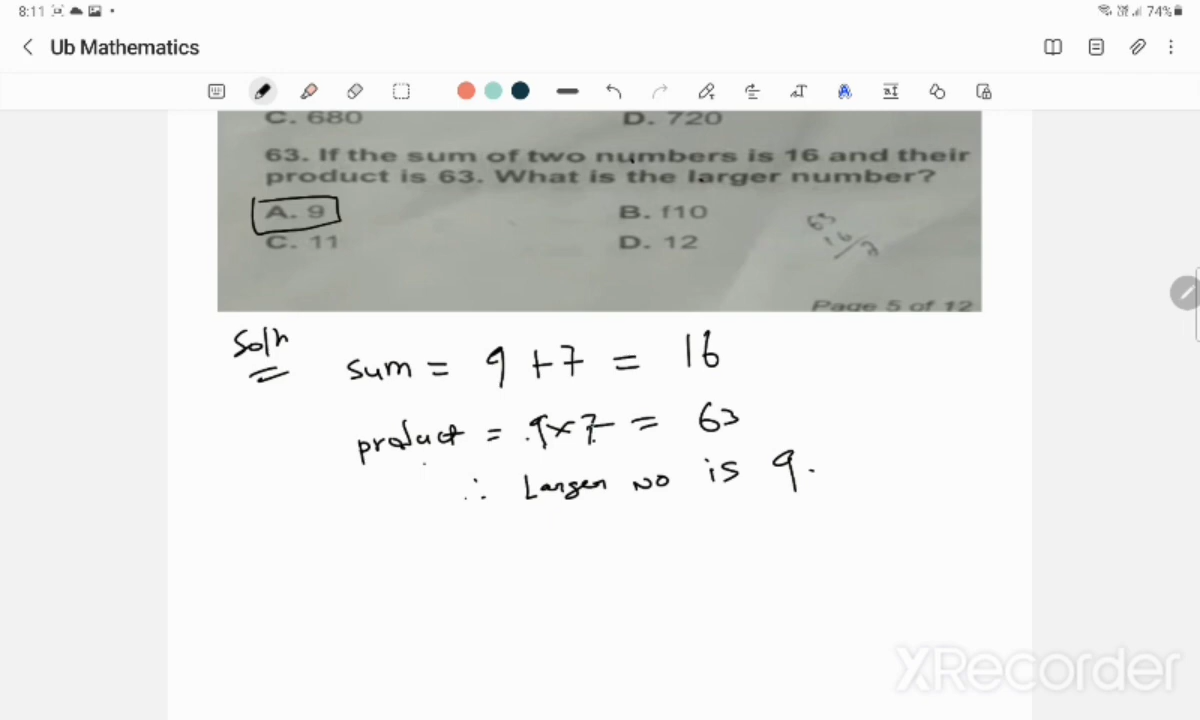 8:11 74%
Ub Mathematics
C. 680 D. 720
63. If the sum of two numbers is 16 and their
product is 63. What is the larger number?
A. 9 B. f10
C. 11 D. 12
63
16
Page 5 of 12
Soln
sum = 9 + 7 = 16
product = 9 × 7 = 63
∴ Larger no is 9.
XRecorder